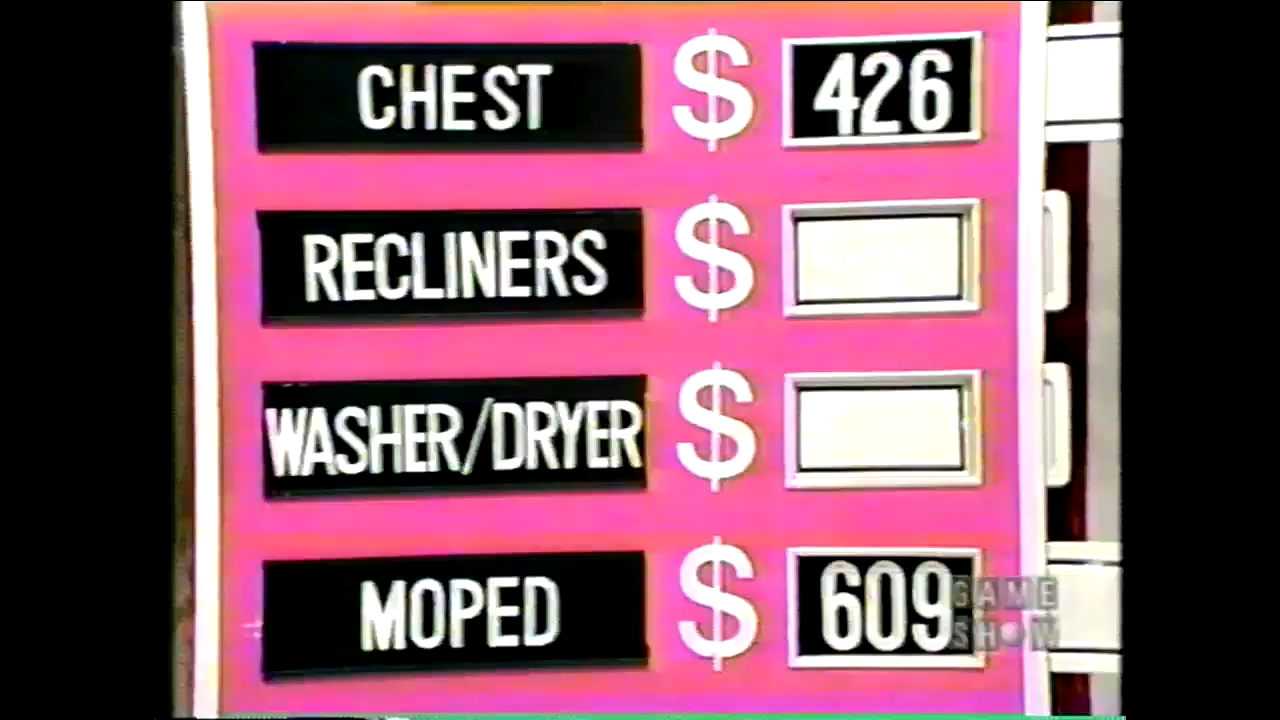 CHEST $ 426
RECLINERS $
WASHER/DRYER $
MOPED $ 609
GAME
SHOW